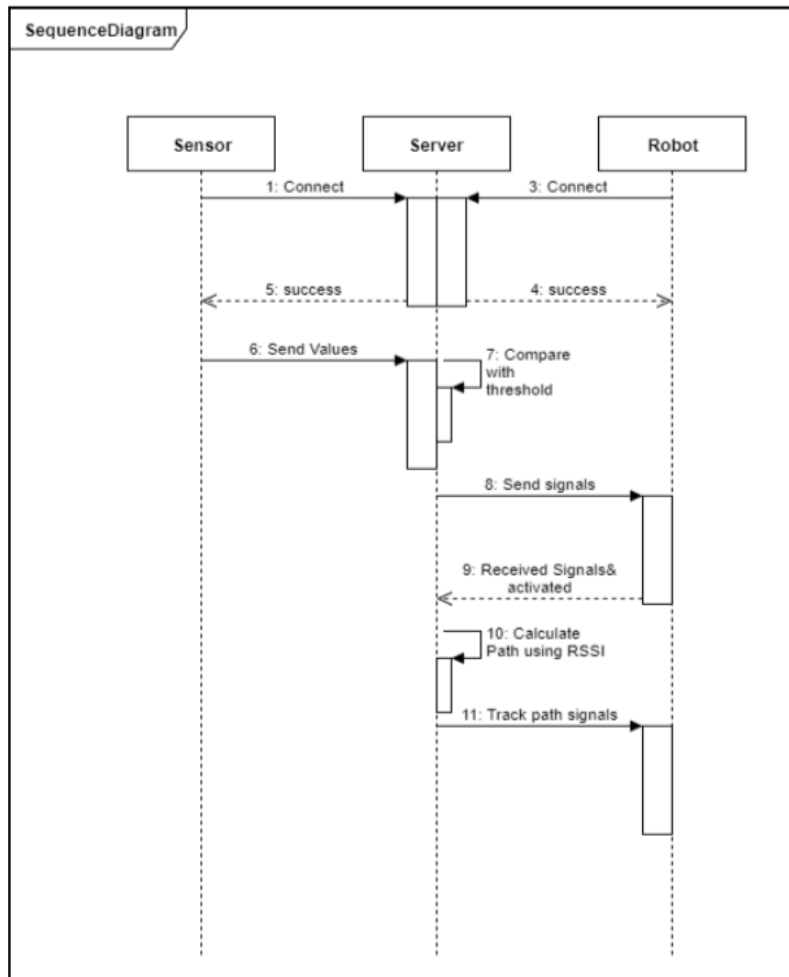 SequenceDiagram
Sensor
Server
Robot
1: Connect
3: Connect
5: success
4: success
6: Send Values
7: Compare
with
threshold
8: Send signals
9: Received Signals&
activated
10: Calculate
Path using RSSI
11: Track path signals